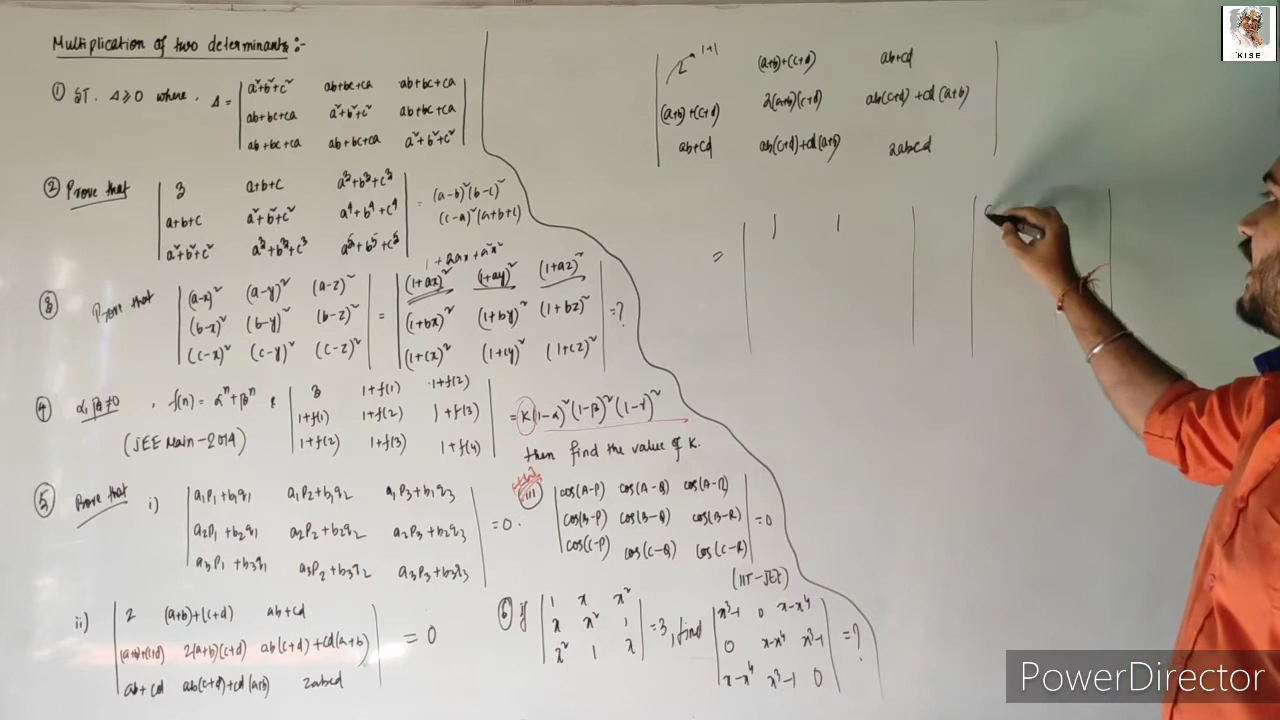 Multiplication of two determinants :-
① S.T. Δ ≥ 0 where, Δ = | a²+b²+c² ab+bc+ca ab+bc+ca |
| ab+bc+ca a²+b²+c² ab+bc+ca |
| ab+bc+ca ab+bc+ca a²+b²+c² |
② Prove that | 3 a+b+c a³+b³+c³ | = (a-b)²(b-c)²
| a+b+c a²+b²+c² a⁴+b⁴+c⁴ | (c-a)²(a+b+c)
| a²+b²+c² a³+b³+c³ a⁵+b⁵+c⁵ |
1+2ax+a²x²
③ Prove that | (a-x)² (a-y)² (a-z)² | = | (1+ax)² (1+ay)² (1+az)² | = ?
| (b-x)² (b-y)² (b-z)² | | (1+bx)² (1+by)² (1+bz)² |
| (c-x)² (c-y)² (c-z)² | | (1+cx)² (1+cy)² (1+cz)² |
④ α, β ≠ 0 , f(n) = αⁿ+βⁿ & | 3 1+f(1) 1+f(2) | = K(1-α)²(1-β)²(1-γ)²
(JEE Main-2014) | 1+f(1) 1+f(2) 1+f(3) |
| 1+f(2) 1+f(3) 1+f(4) | then find the value of K.
⑤ Prove that i) | a₁p₁+b₁q₁ a₁p₂+b₁q₂ a₁p₃+b₁q₃ | = 0.
| a₂p₁+b₂q₁ a₂p₂+b₂q₂ a₂p₃+b₂q₃ |
| a₃p₁+b₃q₁ a₃p₂+b₃q₂ a₃p₃+b₃q₃ |
iii) | cos(A-P) cos(A-Q) cos(A-R) | = 0
| cos(B-P) cos(B-Q) cos(B-R) |
| cos(C-P) cos(C-Q) cos(C-R) |
(IIT-JEE)
ii) | 2 (a+b)+(c+d) ab+cd | = 0
| (a+b)+(c+d) 2(a+b)(c+d) ab(c+d)+cd(a+b) |
| ab+cd ab(c+d)+cd(a+b) 2abcd |
⑥ if | 1 x x² | = 3, find | x³-1 0 x-x⁴ | = ?
| x x² 1 | | 0 x-x⁴ x³-1 |
| x² 1 x | | x-x⁴ x³-1 0 |
1+1
| 2 (a+b)+(c+d) ab+cd |
| (a+b)+(c+d) 2(a+b)(c+d) ab(c+d)+cd(a+b) |
| ab+cd ab(c+d)+cd(a+b) 2abcd |
= | 1 1 | | |
KISE
PowerDirector